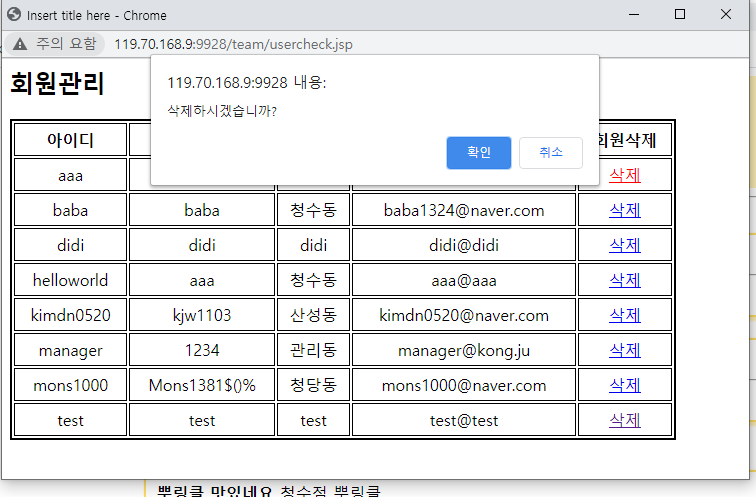 Insert title here - Chrome
주의 요함 119.70.168.9:9928/team/usercheck.jsp
회원관리
119.70.168.9:9928 내용:
삭제하시겠습니까?
확인 취소
아이디 회원삭제
aaa 삭제
baba baba 청수동 baba1324@naver.com 삭제
didi didi didi didi@didi 삭제
helloworld aaa 청수동 aaa@aaa 삭제
kimdn0520 kjw1103 산성동 kimdn0520@naver.com 삭제
manager 1234 관리동 manager@kong.ju 삭제
mons1000 Mons1381$()% 청당동 mons1000@naver.com 삭제
test test test test@test 삭제
뿌링클 맛있네요 청수점 뿌링클